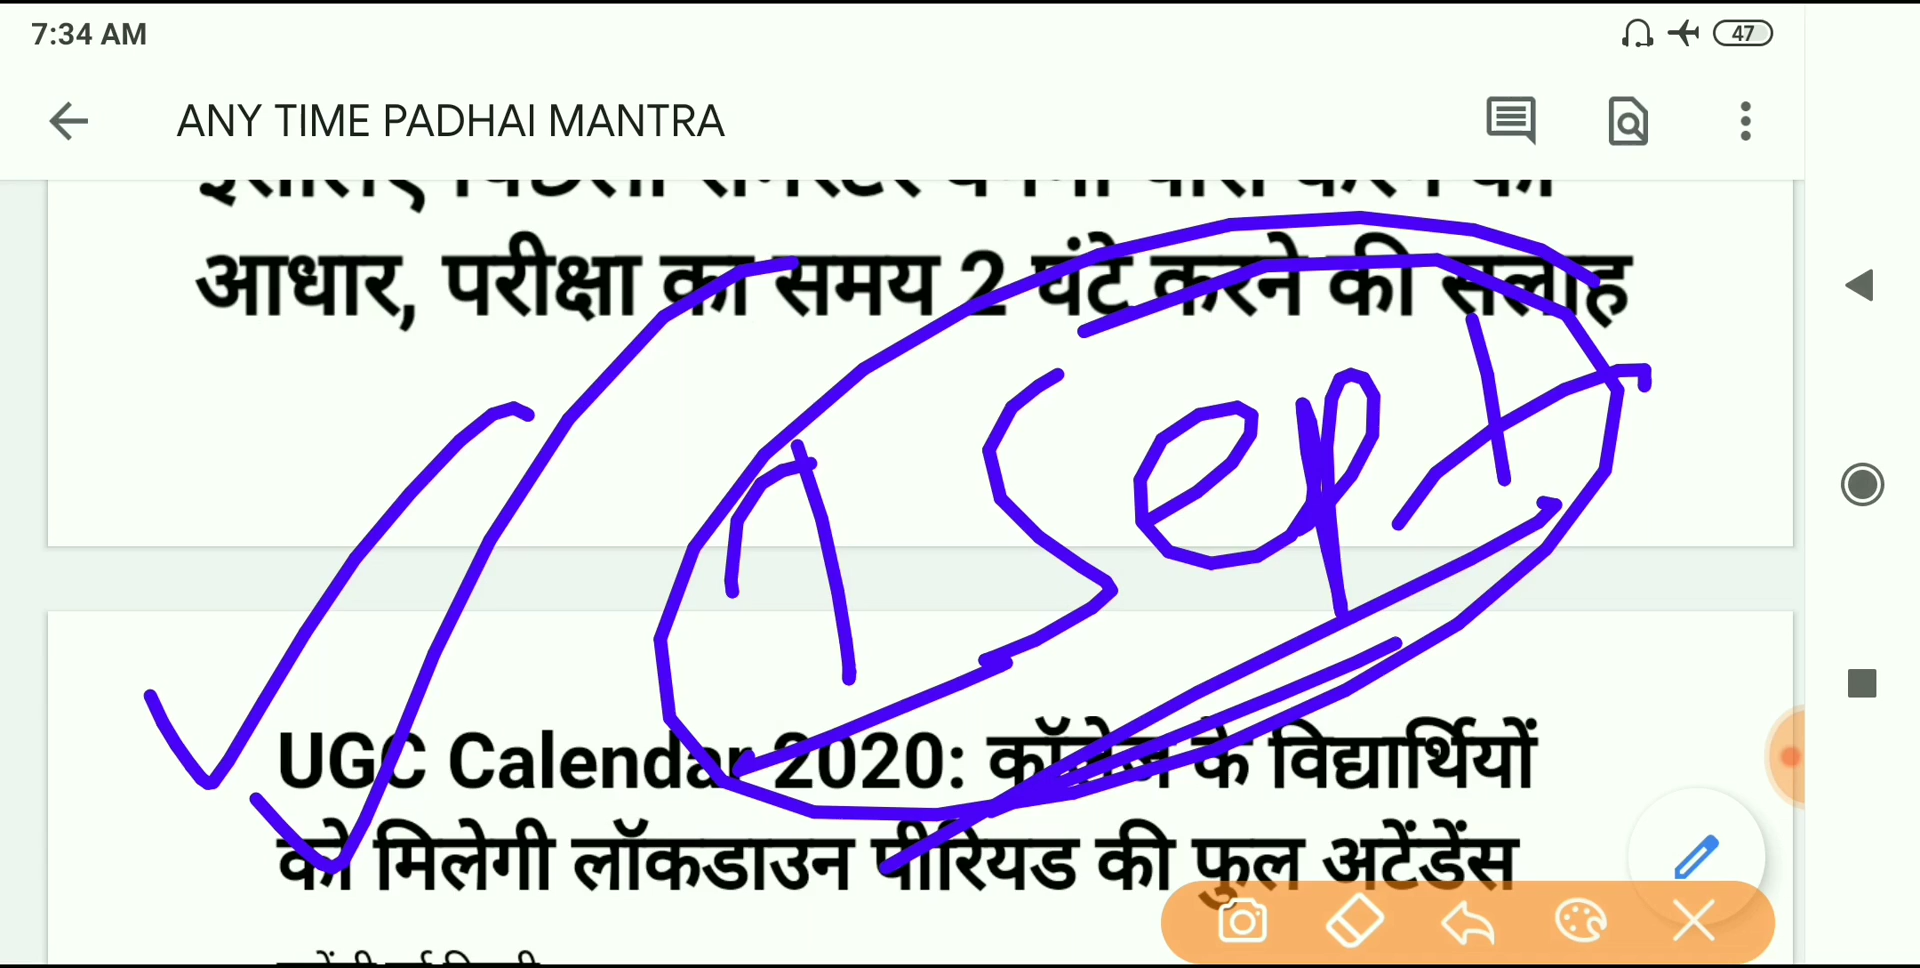 7:34 AM
47
ANY TIME PADHAI MANTRA
आधार, परीक्षा का समय 2 घंटे करने की सलाह
1 Sept
UGC Calendar 2020: कॉलेज के विद्यार्थियों
को मिलेगी लॉकडाउन पीरियड की फुल अटेंडेंस